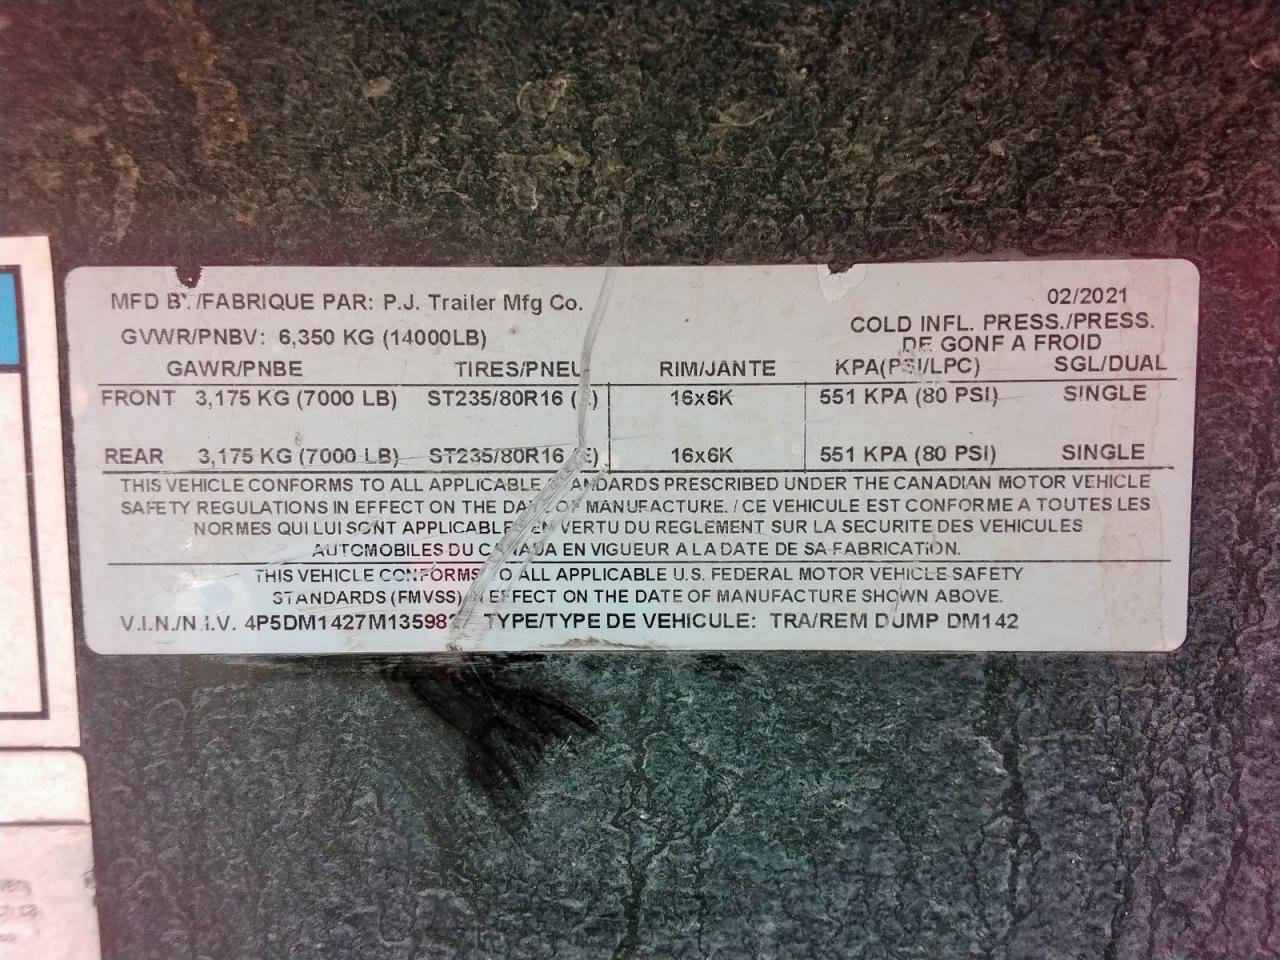 MFD BY/FABRIQUE PAR: P.J. Trailer Mfg Co.
02/2021
GVWR/PNBV: 6,350 KG (14000LB)
COLD INFL. PRESS./PRESS.
DE GONF A FROID
GAWR/PNBE TIRES/PNEU RIM/JANTE KPA(PSI/LPC) SGL/DUAL
FRONT 3,175 KG (7000 LB) ST235/80R16 16x6K 551 KPA (80 PSI) SINGLE
REAR 3,175 KG (7000 LB) ST235/80R16 (E) 16x6K 551 KPA (80 PSI) SINGLE
THIS VEHICLE CONFORMS TO ALL APPLICABLE STANDARDS PRESCRIBED UNDER THE CANADIAN MOTOR VEHICLE
SAFETY REGULATIONS IN EFFECT ON THE DATE OF MANUFACTURE. / CE VEHICULE EST CONFORME A TOUTES LES
NORMES QUI LUI SONT APPLICABLES EN VERTU DU REGLEMENT SUR LA SECURITE DES VEHICULES
AUTOMOBILES DU CANADA EN VIGUEUR A LA DATE DE SA FABRICATION.
THIS VEHICLE CONFORMS TO ALL APPLICABLE U.S. FEDERAL MOTOR VEHICLE SAFETY
STANDARDS (FMVSS) IN EFFECT ON THE DATE OF MANUFACTURE SHOWN ABOVE.
V.I.N./N.I.V. TYPE/TYPE DE VEHICULE: TRA/REM DUMP DM142